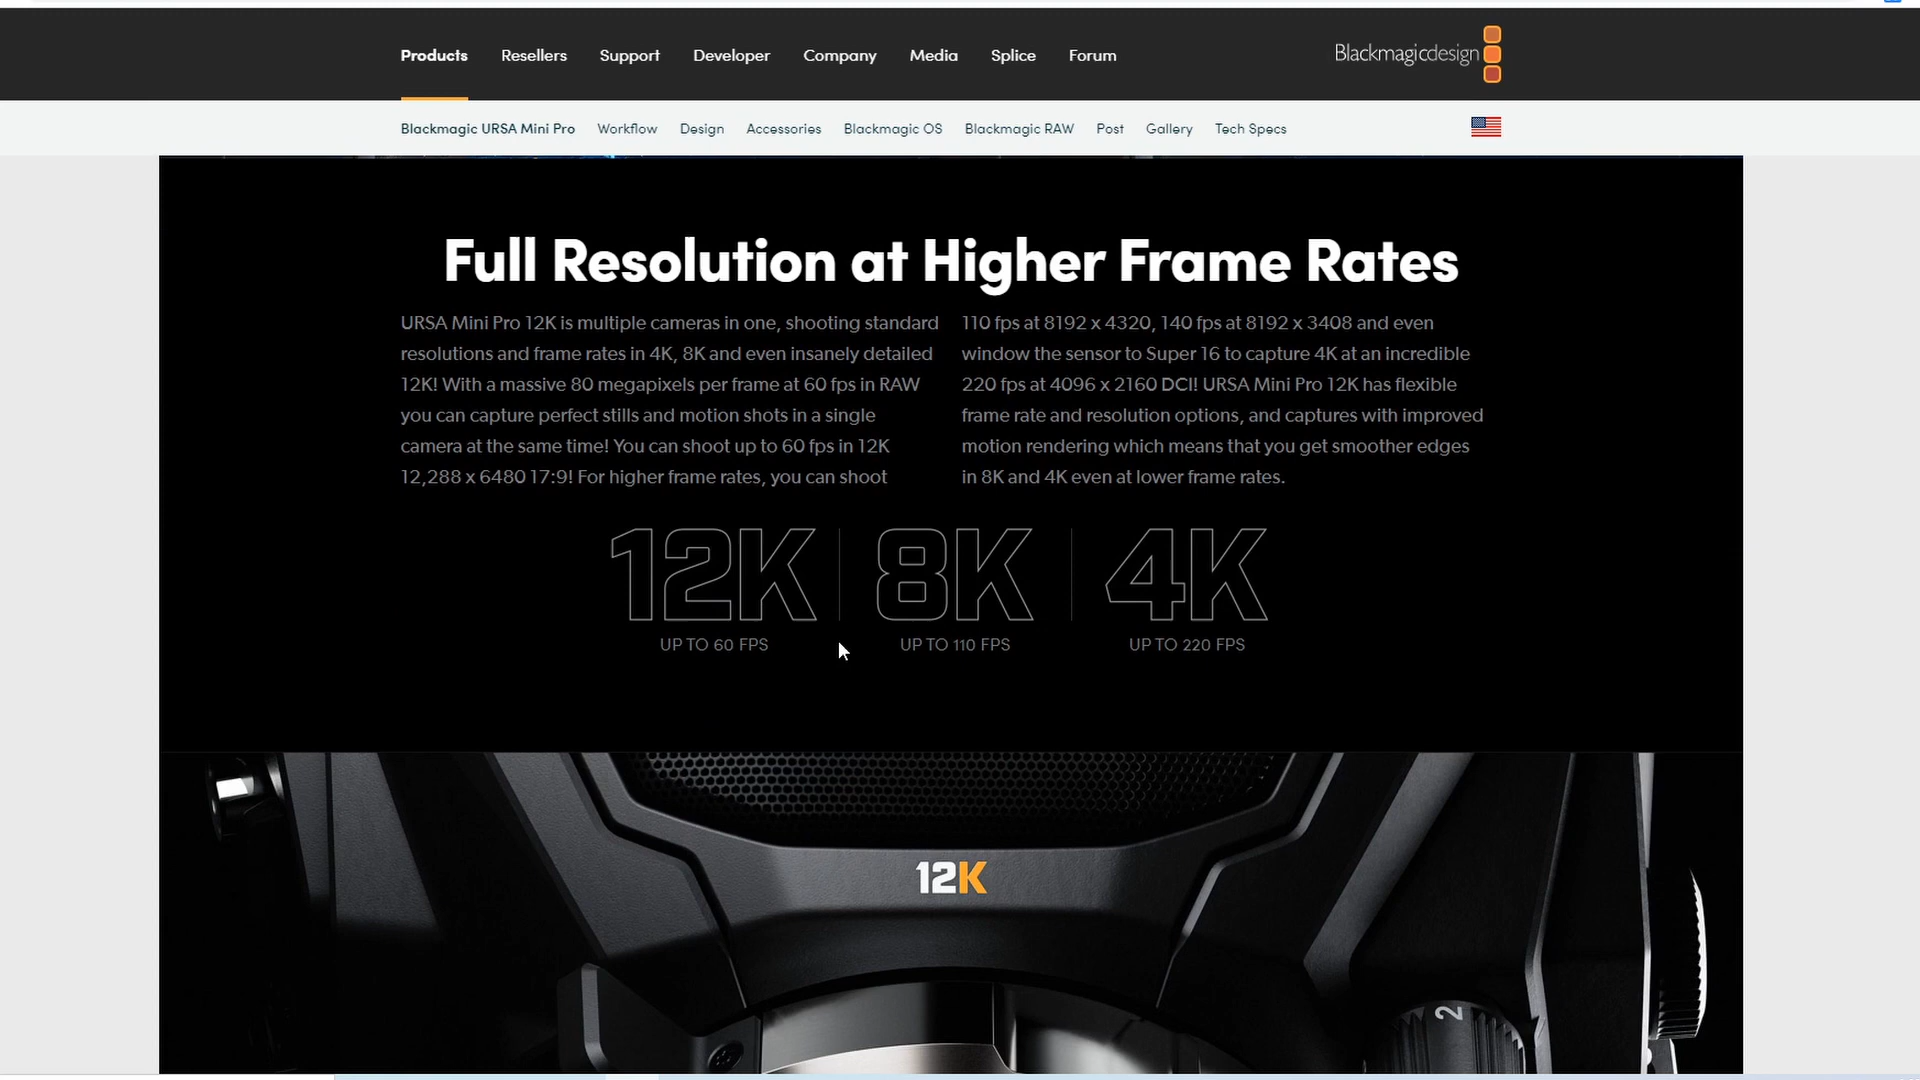 Products Resellers Support Developer Company Media Splice Forum Blackmagicdesign
Blackmagic URSA Mini Pro Workflow Design Accessories Blackmagic OS Blackmagic RAW Post Gallery Tech Specs
Full Resolution at Higher Frame Rates
URSA Mini Pro 12K is multiple cameras in one, shooting standard
resolutions and frame rates in 4K, 8K and even insanely detailed
12K! With a massive 80 megapixels per frame at 60 fps in RAW
you can capture perfect stills and motion shots in a single
camera at the same time! You can shoot up to 60 fps in 12K
12,288 x 6480 17:9! For higher frame rates, you can shoot
110 fps at 8192 x 4320, 140 fps at 8192 x 3408 and even
window the sensor to Super 16 to capture 4K at an incredible
220 fps at 4096 x 2160 DCI! URSA Mini Pro 12K has flexible
frame rate and resolution options, and captures with improved
motion rendering which means that you get smoother edges
in 8K and 4K even at lower frame rates.
12K 8K 4K
UP TO 60 FPS UP TO 110 FPS UP TO 220 FPS
12K
2